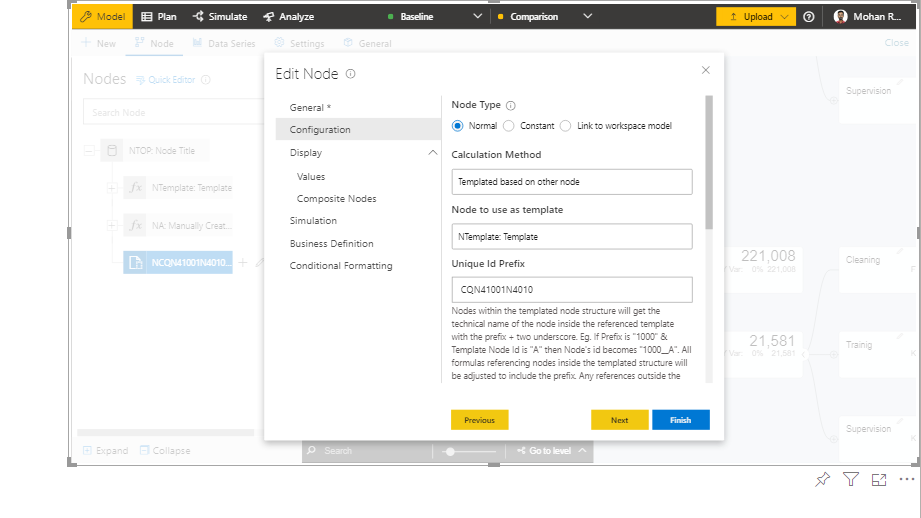 Model Plan Simulate Analyze Baseline Comparison Upload Mohan R...
New Node Data Series Settings General Close
Nodes Quick Editor
Search Node
NTOP: Node Title
fx NTemplate: Template
fx NA: Manually Creat...
NCQN41001N4010...
Expand Collapse
Edit Node
General *
Configuration
Display
Values
Composite Nodes
Simulation
Business Definition
Conditional Formatting
Node Type
Normal Constant Link to workspace model
Calculation Method
Templated based on other node
Node to use as template
NTemplate: Template
Unique Id Prefix
CQN41001N4010
Nodes within the templated node structure will get the
technical name of the node inside the referenced template
with the prefix + two underscore. Eg. If Prefix is "1000" &
Template Node Id is "A" then Node's id becomes "1000__A". All
formulas referencing nodes inside the templated structure will
be adjusted to include the prefix. Any references outside the
Previous Next Finish
Search Go to level
Supervision
221,008
Var: 0% 221,008
Cleaning
F
21,581
Var: 0% 21,581
Trainig
K
Supervision
K